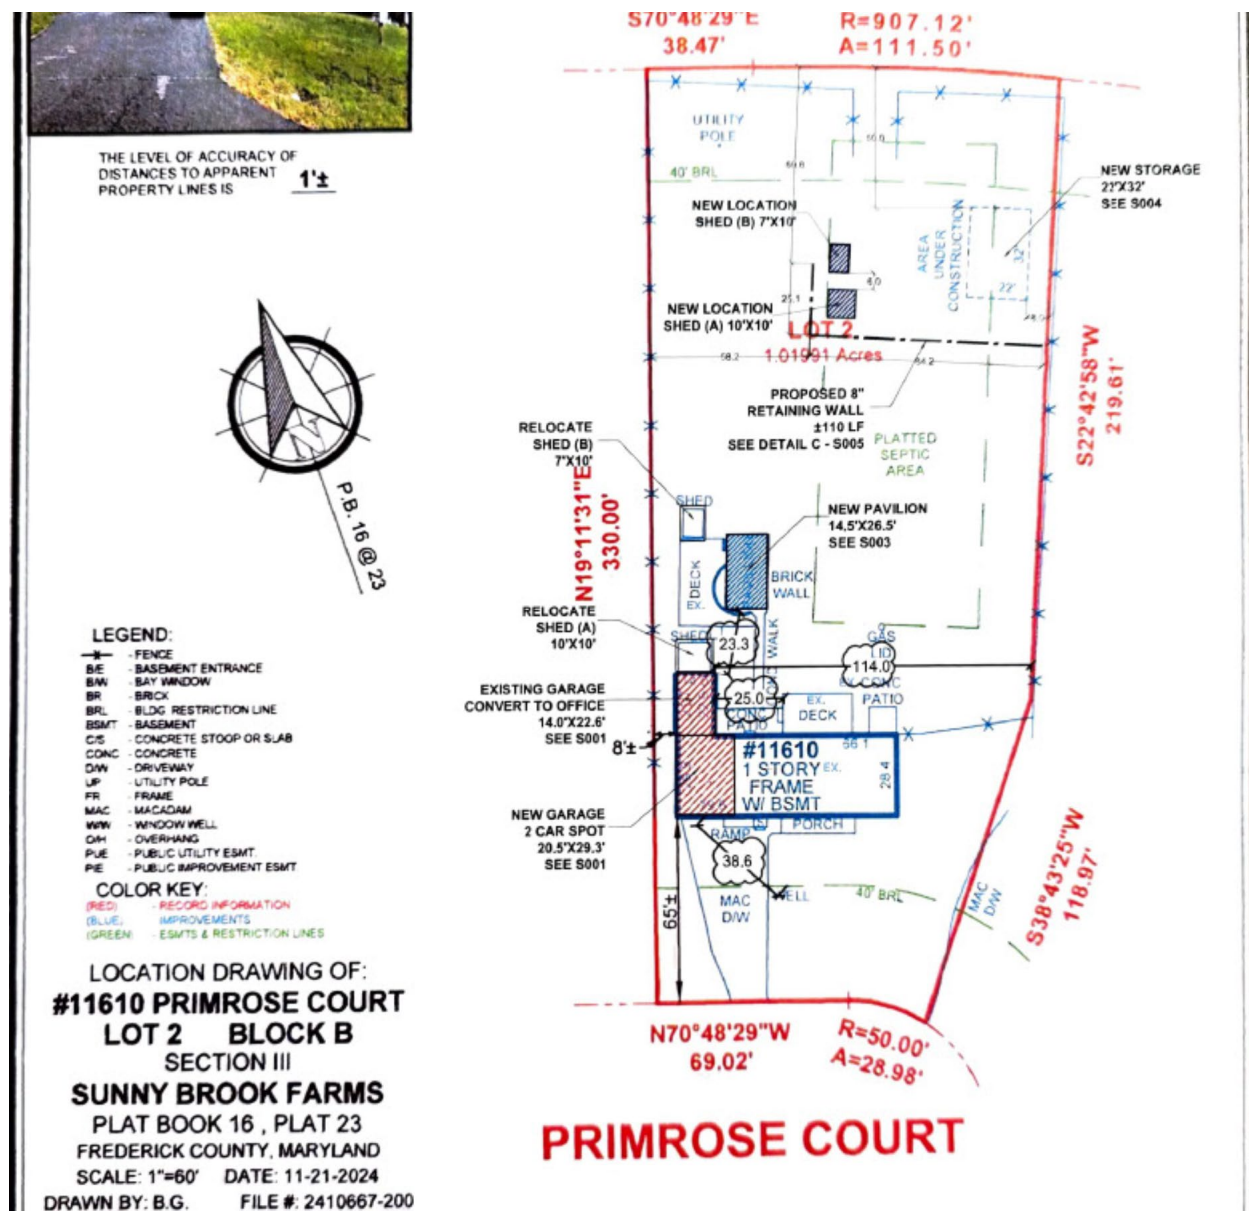 S70°48'29"E
38.47'
R=907.12'
A=111.50'
THE LEVEL OF ACCURACY OF
DISTANCES TO APPARENT
PROPERTY LINES IS
1'±
UTILITY
POLE
40' BRL
NEW LOCATION
SHED (B) 7'X10'
NEW STORAGE
22'X32'
SEE S004
AREA
UNDER
CONSTRUCTION
32'
22'
6.0
NEW LOCATION
SHED (A) 10'X10'
25.1
LOT 2
1.01991 Acres
PROPOSED 8"
RETAINING WALL
±110 LF
SEE DETAIL C - S005
S22°42'58"W
219.61'
PLATTED
SEPTIC
AREA
N
P.B. 16 @ 23
RELOCATE
SHED (B)
7'X10'
N19°11'31"E
330.00'
SHED
NEW PAVILION
14.5'X26.5'
SEE S003
DECK
EX.
BRICK
WALL
RELOCATE
SHED (A)
10'X10'
SHED
23.3
WALK
GAS
LID
114.0
25.0
EX. CONC
PATIO
EXISTING GARAGE
CONVERT TO OFFICE
14.0'X22.6'
SEE S001
CONC
PATIO
EX.
DECK
8'±
66.1
#11610
1 STORY
EX.
FRAME
W/ BSMT
28.4
NEW GARAGE
2 CAR SPOT
20.5'X29.3'
SEE S001
RAMP
PORCH
38.6
65'±
MAC
D/W
40' BRL
MAC
D/W
S38°43'25"W
118.97'
LEGEND:
- FENCE
B/E - BASEMENT ENTRANCE
B/W - BAY WINDOW
BR - BRICK
BRL - BLDG RESTRICTION LINE
BSMT - BASEMENT
C/S - CONCRETE STOOP OR SLAB
CONC - CONCRETE
D/W - DRIVEWAY
UP - UTILITY POLE
FR - FRAME
MAC - MACADAM
W/W - WINDOW WELL
O/H - OVERHANG
PUE - PUBLIC UTILITY ESMT.
PIE - PUBLIC IMPROVEMENT ESMT
COLOR KEY:
(RED) - RECORD INFORMATION
(BLUE) IMPROVEMENTS
(GREEN) - ESMTS & RESTRICTION LINES
N70°48'29"W
69.02'
R=50.00'
A=28.98'
LOCATION DRAWING OF:
#11610 PRIMROSE COURT
LOT 2 BLOCK B
SECTION III
SUNNY BROOK FARMS
PLAT BOOK 16 , PLAT 23
FREDERICK COUNTY, MARYLAND
SCALE: 1"=60' DATE: 11-21-2024
DRAWN BY: B.G. FILE #: 2410667-200
PRIMROSE COURT